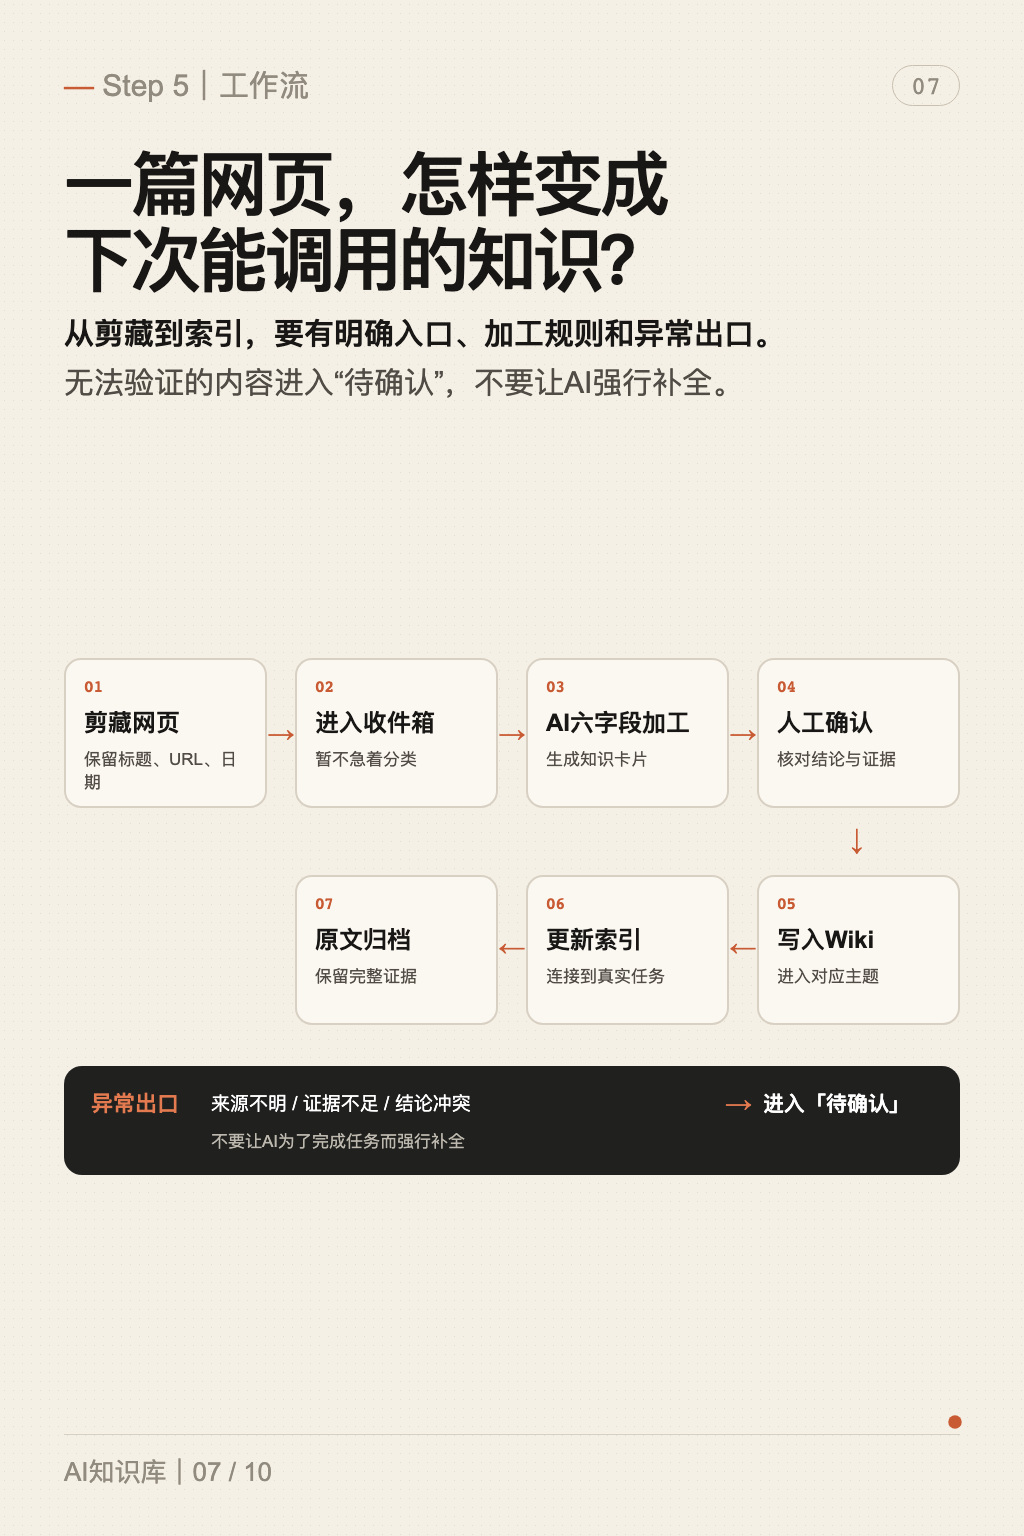 — Step 5｜工作流
07
一篇网页，怎样变成
下次能调用的知识?
从剪藏到索引，要有明确入口、加工规则和异常出口。
无法验证的内容进入“待确认”，不要让AI强行补全。
01
剪藏网页
保留标题、URL、日
期
→
02
进入收件箱
暂不急着分类
→
03
AI六字段加工
生成知识卡片
→
04
人工确认
核对结论与证据
↓
05
写入Wiki
进入对应主题
←
06
更新索引
连接到真实任务
←
07
原文归档
保留完整证据
异常出口
来源不明 / 证据不足 / 结论冲突
→ 进入「待确认」
不要让AI为了完成任务而强行补全
AI知识库｜07 / 10